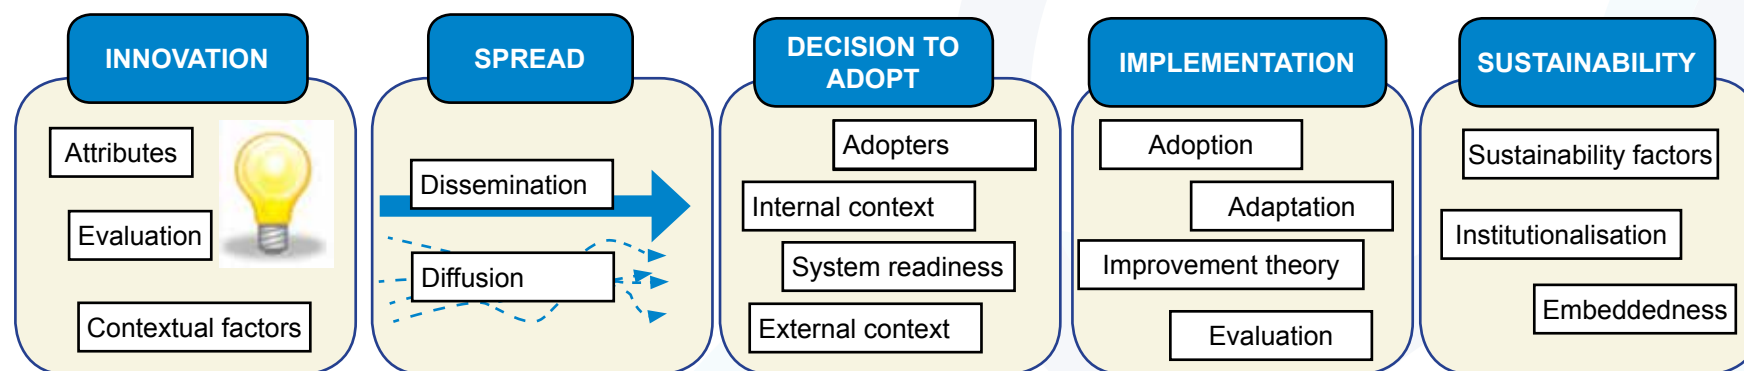 INNOVATION
Attributes
Evaluation
Contextual factors
SPREAD
Dissemination
Diffusion
DECISION TO
ADOPT
Adopters
Internal context
System readiness
External context
IMPLEMENTATION
Adoption
Adaptation
Improvement theory
Evaluation
SUSTAINABILITY
Sustainability factors
Institutionalisation
Embeddedness